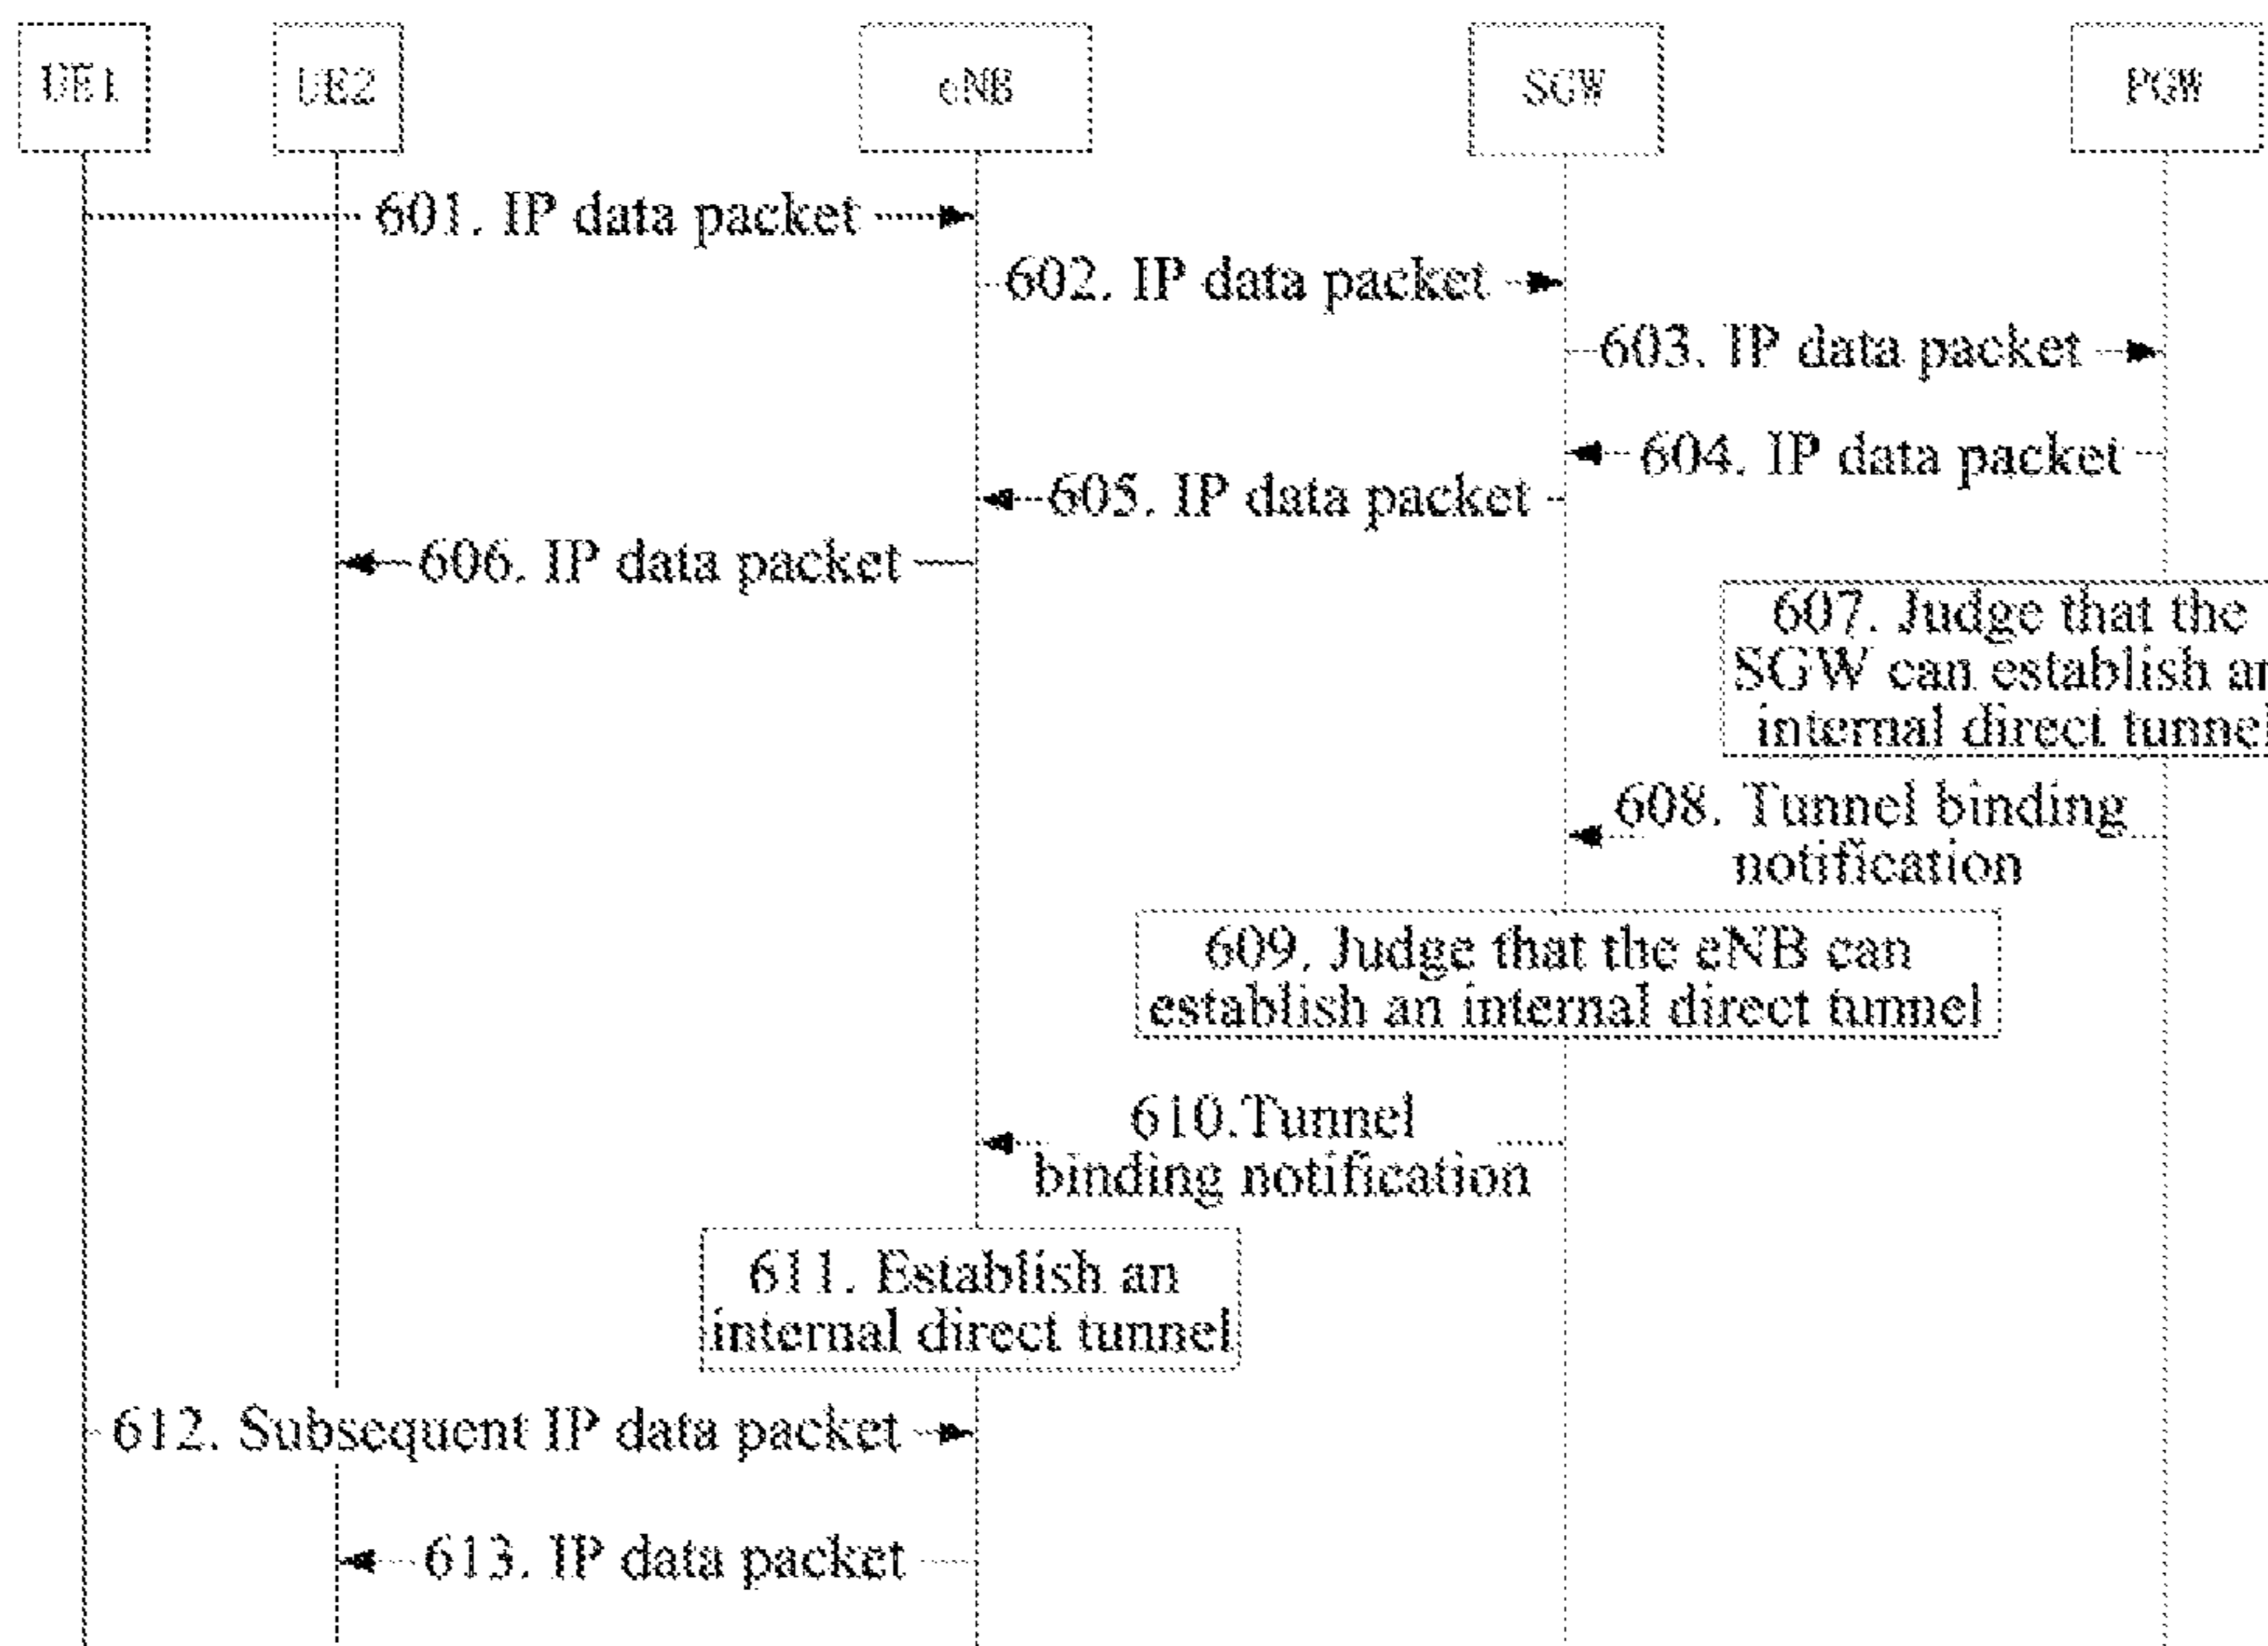 UE1
UE2
eNB
SGW
PGW
601. IP data packet
602. IP data packet
603. IP data packet
604. IP data packet
605. IP data packet
606. IP data packet
607. Judge that the
SGW can establish an
internal direct tunnel
608. Tunnel binding
notification
609. Judge that the eNB can
establish an internal direct tunnel
610.Tunnel
binding notification
611. Establish an
internal direct tunnel
612. Subsequent IP data packet
613. IP data packet